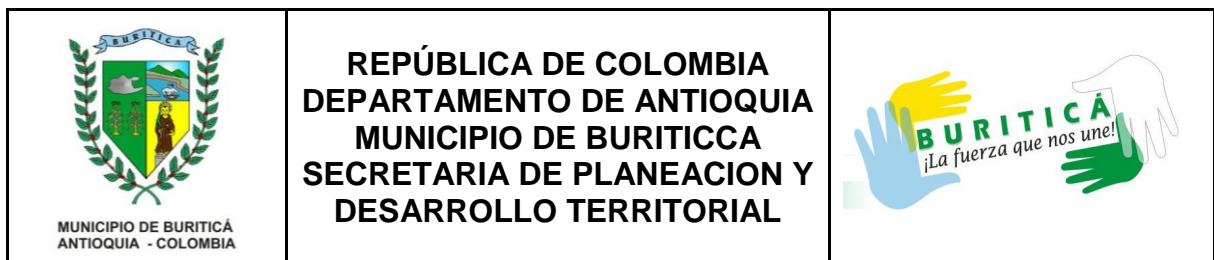 BURITICA
MUNICIPIO DE BURITICÁ
ANTIOQUIA - COLOMBIA
REPÚBLICA DE COLOMBIA
DEPARTAMENTO DE ANTIOQUIA
MUNICIPIO DE BURITICCA
SECRETARIA DE PLANEACION Y
DESARROLLO TERRITORIAL
BURITICÁ
¡La fuerza que nos une!